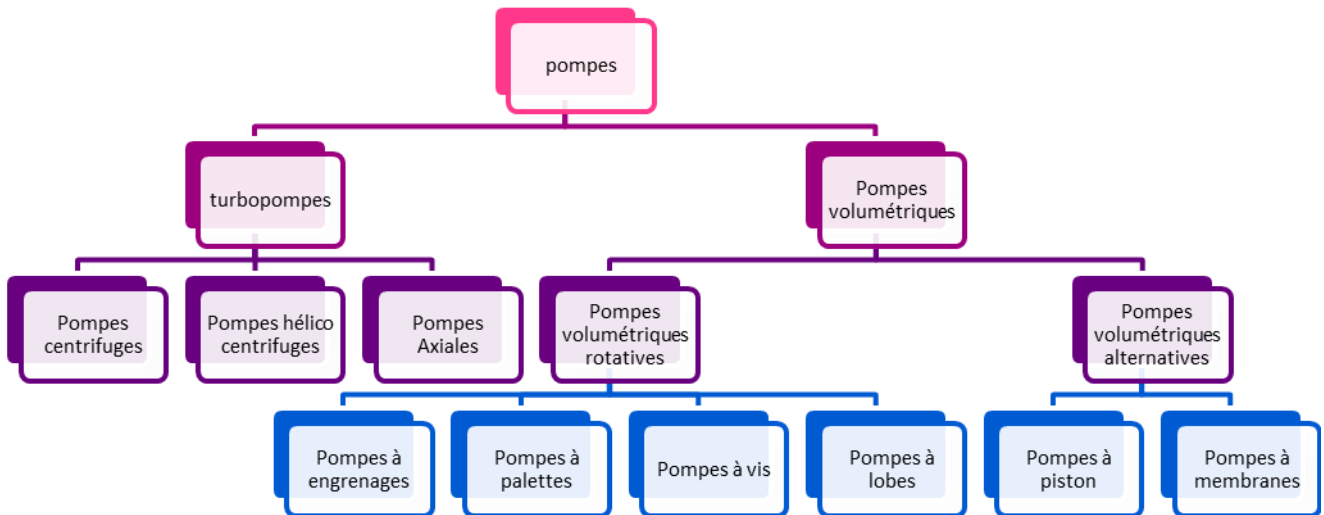 pompes
turbopompes
Pompes
volumétriques
Pompes
centrifuges
Pompes hélico
centrifuges
Pompes
Axiales
Pompes
volumétriques
rotatives
Pompes
volumétriques
alternatives
Pompes à
engrenages
Pompes à
palettes
Pompes à vis
Pompes à
lobes
Pompes à
piston
Pompes à
membranes